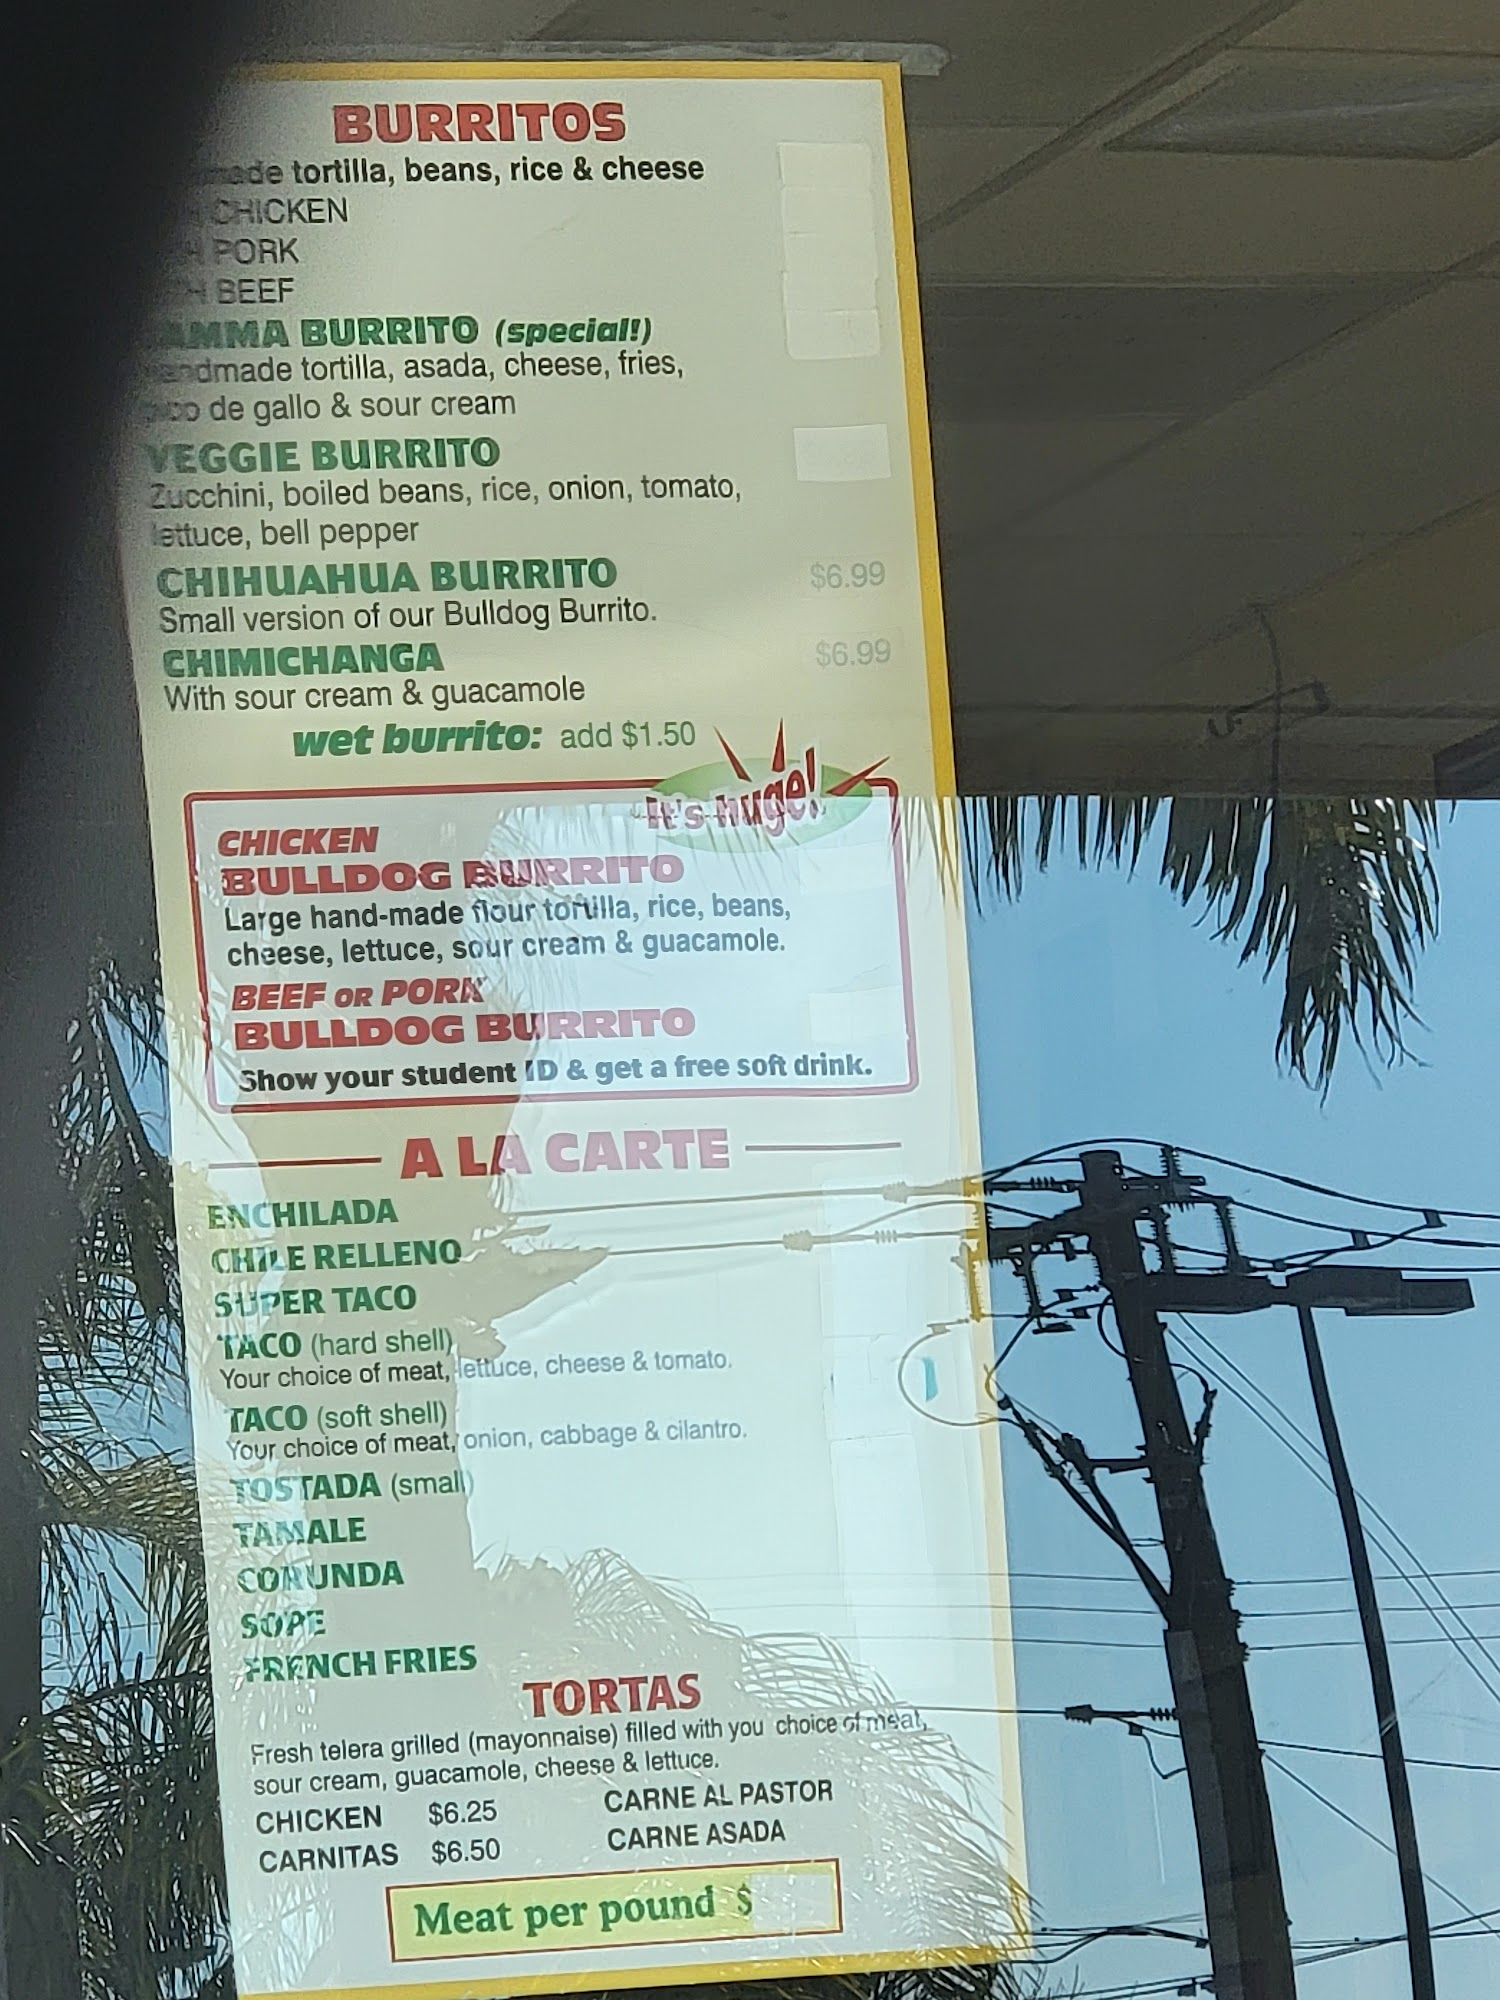 BURRITOS
tortilla, beans, rice & cheese
CHICKEN
PORK
BEEF
BURRITO (special!)
tortilla, asada, cheese, fries,
de gallo & sour cream
VEGGIE BURRITO
Zucchini, boiled beans, rice, onion, tomato,
lettuce, bell pepper
CHIHUAHUA BURRITO $6.99
Small version of our Bulldog Burrito.
CHIMICHANGA $6.99
With sour cream & guacamole
wet burrito: add $1.50
It's huge!
CHICKEN
BULLDOG BURRITO
Large hand-made flour tortilla, rice, beans,
cheese, lettuce, sour cream & guacamole.
BEEF OR PORK
BULLDOG BURRITO
Show your student ID & get a free soft drink.
A LA CARTE
ENCHILADA
CHILE RELLENO
SUPER TACO
TACO (hard shell)
Your choice of meat, lettuce, cheese & tomato.
TACO (soft shell)
Your choice of meat, onion, cabbage & cilantro.
TOSTADA (small)
TAMALE
CORUNDA
SOPE
FRENCH FRIES
TORTAS
Fresh telera grilled (mayonnaise) filled with you choice of meat,
sour cream, guacamole, cheese & lettuce.
CHICKEN $6.25 CARNE AL PASTOR
CARNITAS $6.50 CARNE ASADA
Meat per pound $